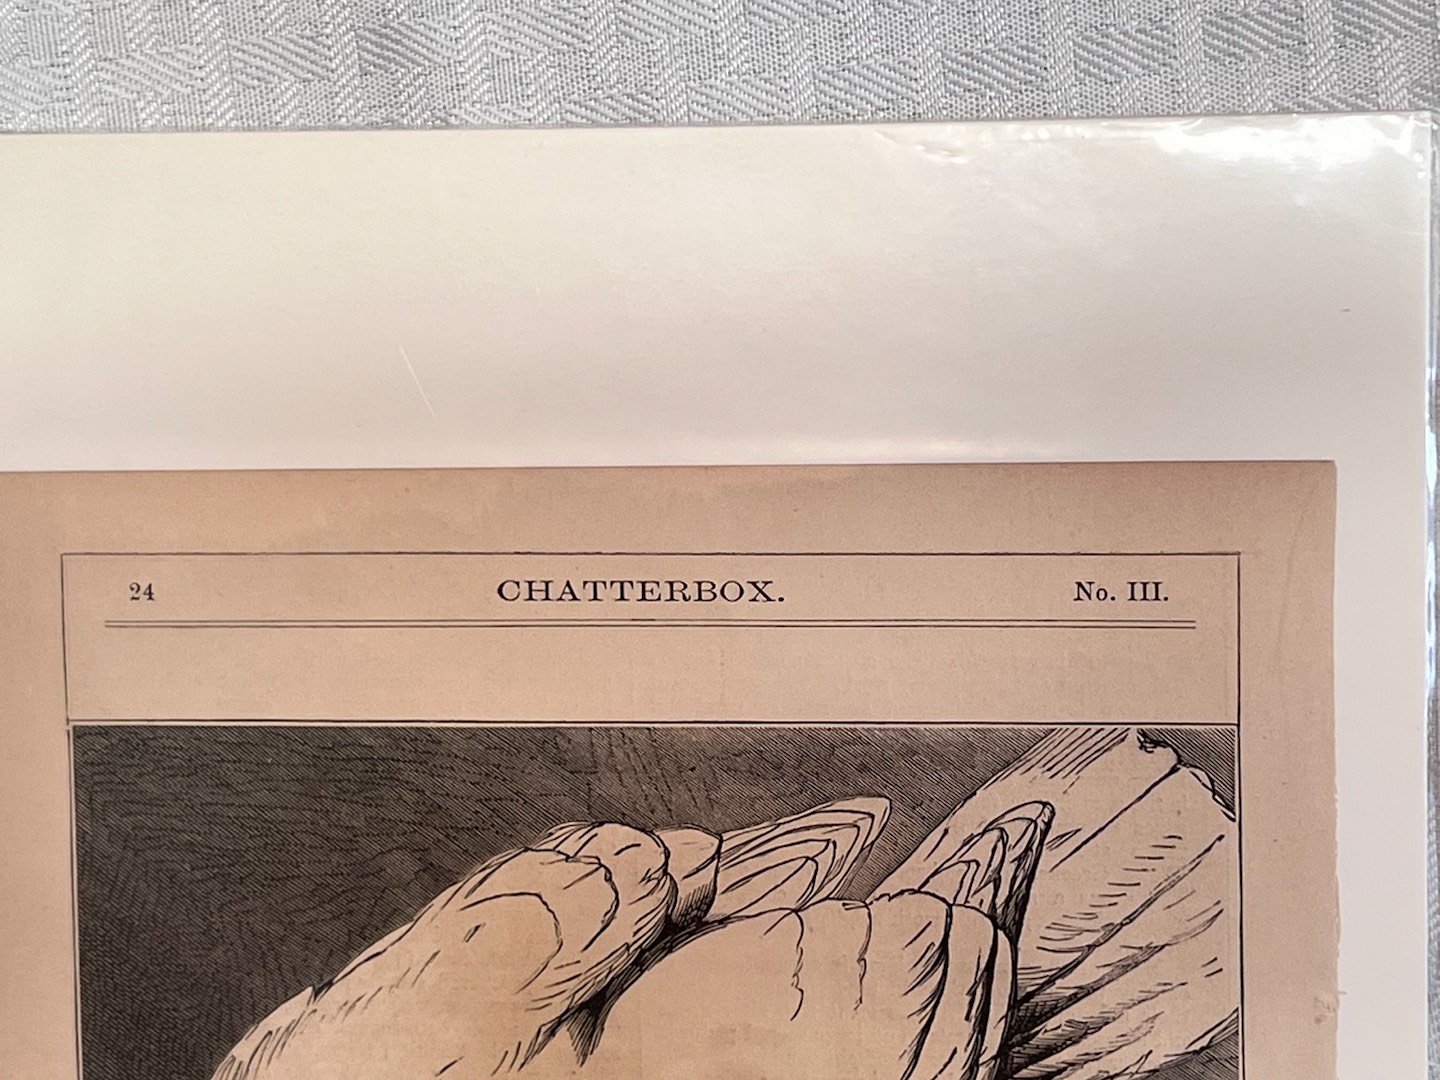 24 CHATTERBOX. No. III.